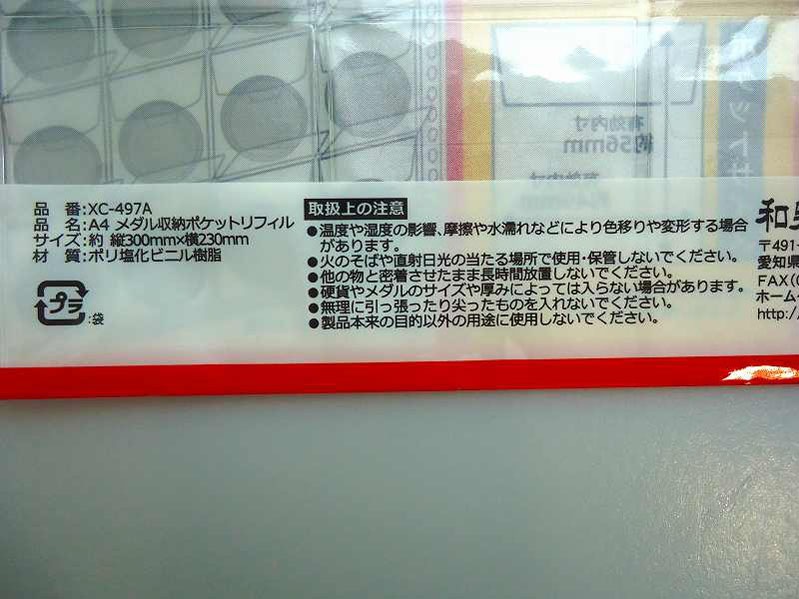 有効内寸
約56mm
品　番:XC-497A
品　名:A4 メダル収納ポケットリフィル
サイズ:約 縦300mm×横230mm
材　質:ポリ塩化ビニル樹脂
プラ
:袋
取扱上の注意
●温度や湿度の影響、摩擦や水濡れなどにより色移りや変形する場合
があります。
●火のそばや直射日光の当たる場所で使用・保管しないでください。
●他の物と密着させたまま長時間放置しないでください。
●硬貨やメダルのサイズや厚みによっては入らない場合があります。
●無理に引っ張ったり尖ったものを入れないでください。
●製品本来の目的以外の用途に使用しないでください。
和
〒491-
愛知県
FAX(
ホーム
http:/